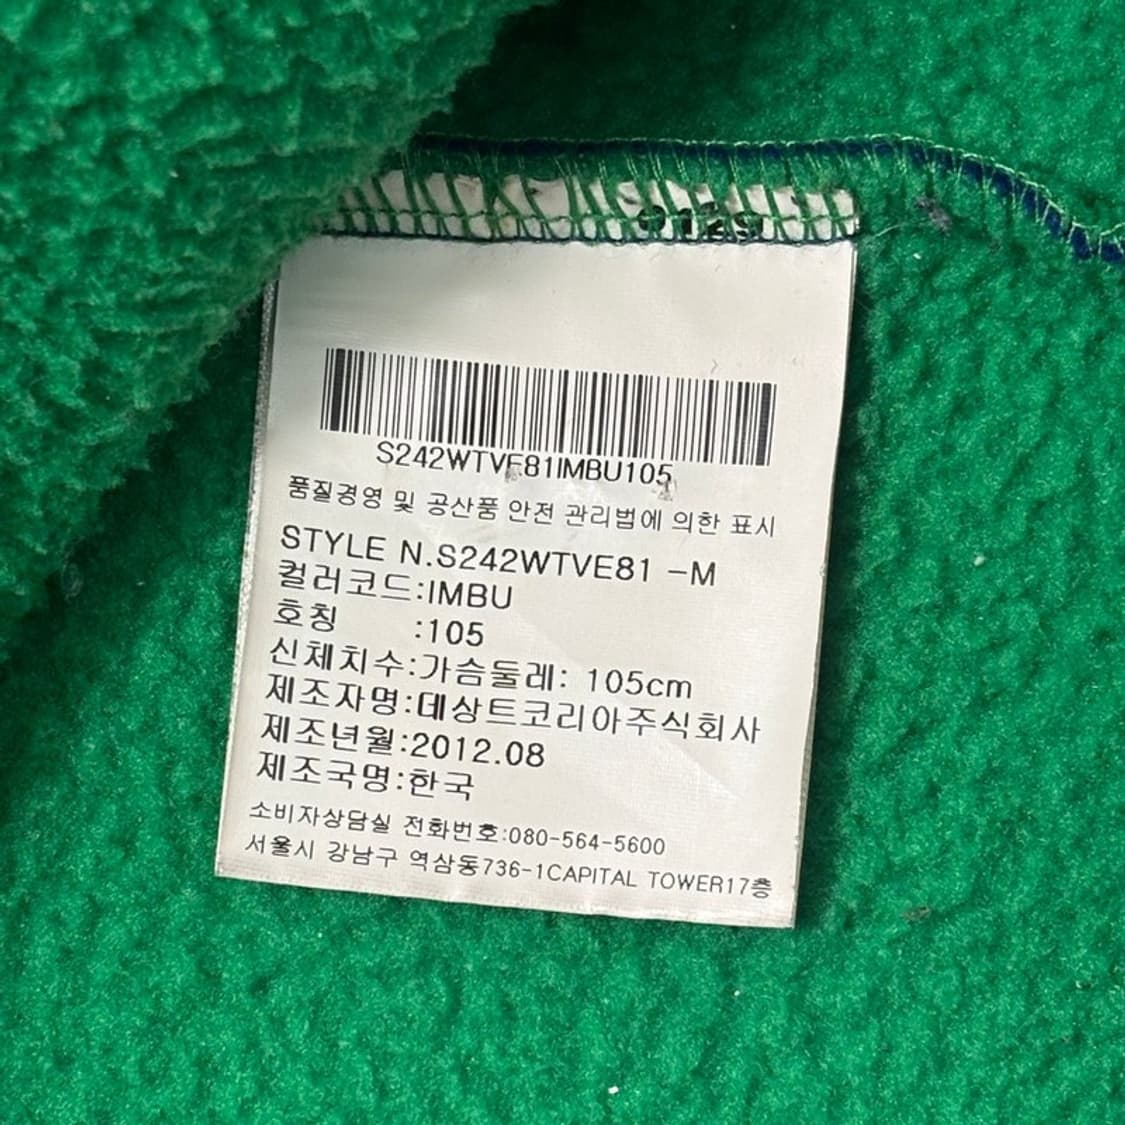 S242WTVE81IMBU105
품질경영 및 공산품 안전 관리법에 의한 표시
STYLE N.S242WTVE81 -M
컬러코드:IMBU
호칭 :105
신체치수:가슴둘레: 105cm
제조자명:데상트코리아주식회사
제조년월:2012.08
제조국명:한국
소비자상담실 전화번호:080-564-5600
서울시 강남구 역삼동736-1CAPITAL TOWER17층